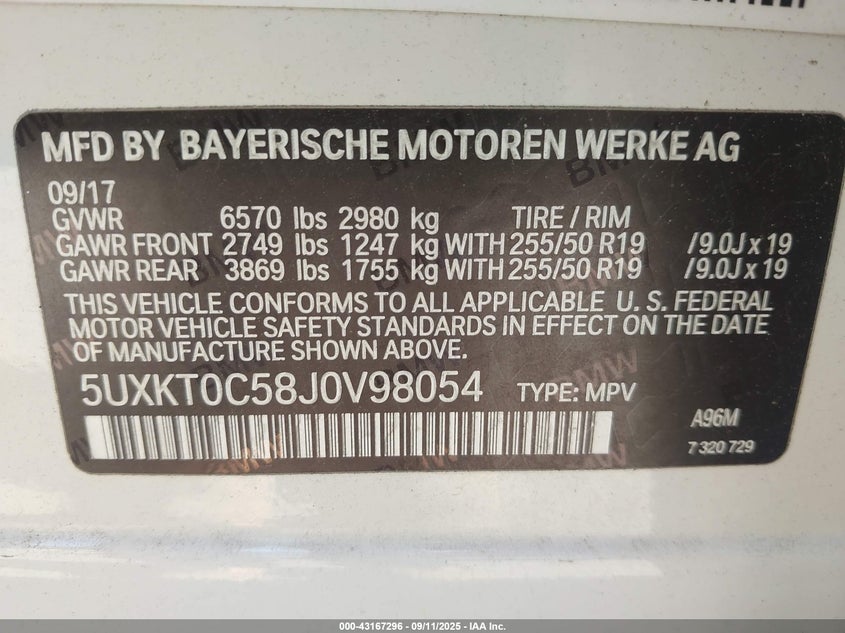 MFD BY BAYERISCHE MOTOREN WERKE AG
09/17
GVWR 6570 lbs 2980 kg TIRE / RIM
GAWR FRONT 2749 lbs 1247 kg WITH 255/50 R19 /9.0J x 19
GAWR REAR 3869 lbs 1755 kg WITH 255/50 R19 /9.0J x 19
THIS VEHICLE CONFORMS TO ALL APPLICABLE U. S. FEDERAL
MOTOR VEHICLE SAFETY STANDARDS IN EFFECT ON THE DATE
OF MANUFACTURE SHOWN ABOVE.
5UXKT0C58J0V98054 TYPE: MPV
A96M
7 320 729
000-43167296 - 09/11/2025 - IAA Inc.